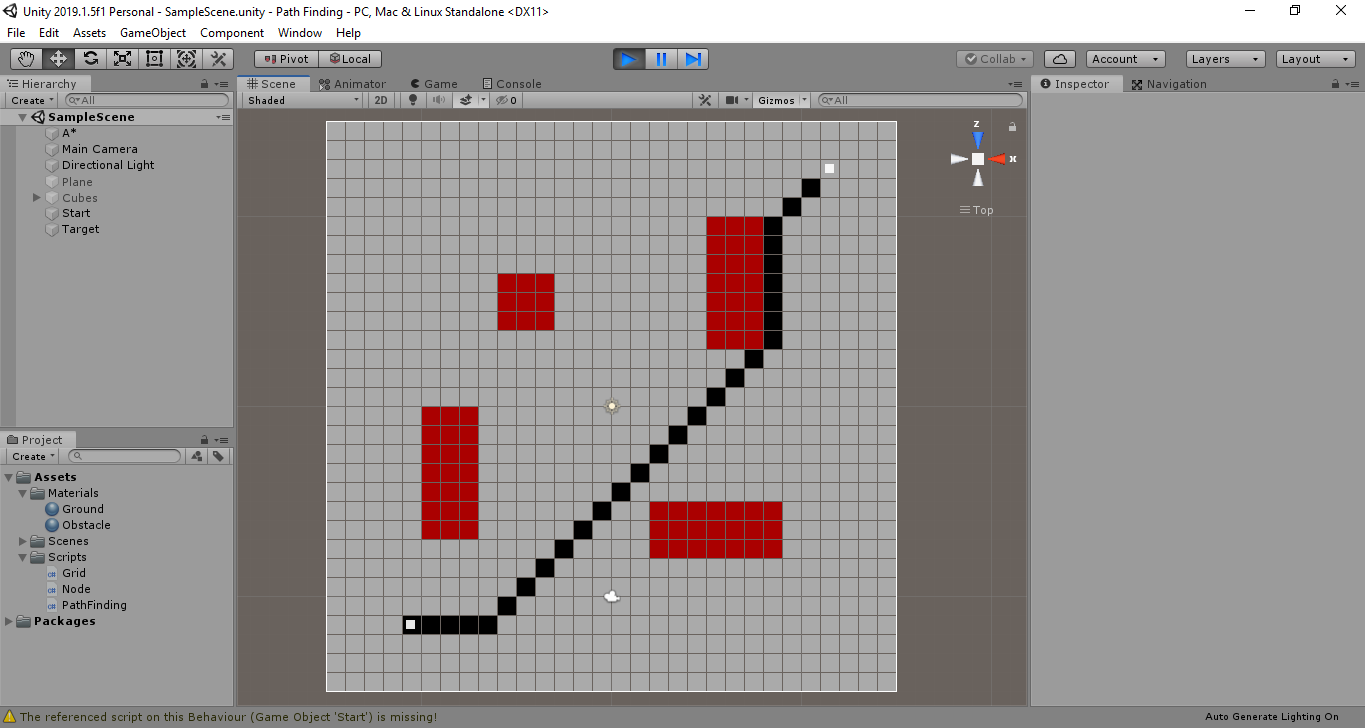 Unity 2019.1.5f1 Personal - SampleScene.unity - Path Finding - PC, Mac & Linux Standalone <DX11>
File Edit Assets GameObject Component Window Help
Pivot Local Collab Account Layers Layout
Hierarchy
Create All
SampleScene
A*
Main Camera
Directional Light
Plane
Cubes
Start
Target
Scene Animator Game Console
Shaded 2D 0 Gizmos All
z
x
Top
Inspector Navigation
Project
Create
Assets
Materials
Ground
Obstacle
Scenes
Scripts
Grid
Node
PathFinding
Packages
The referenced script on this Behaviour (Game Object 'Start') is missing!
Auto Generate Lighting On